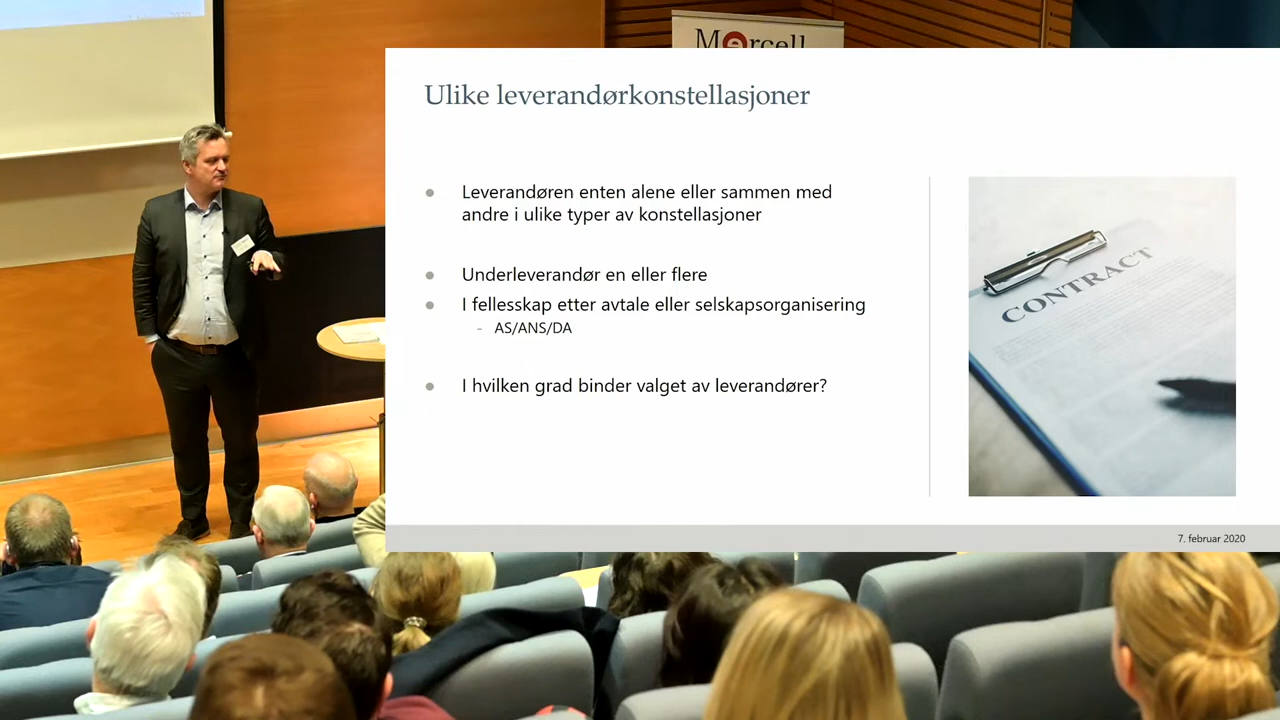 Mercell
Ulike leverandørkonstellasjoner
Leverandøren enten alene eller sammen med
andre i ulike typer av konstellasjoner
Underleverandør en eller flere
I fellesskap etter avtale eller selskapsorganisering
- AS/ANS/DA
I hvilken grad binder valget av leverandører?
CONTRACT
7. februar 2020